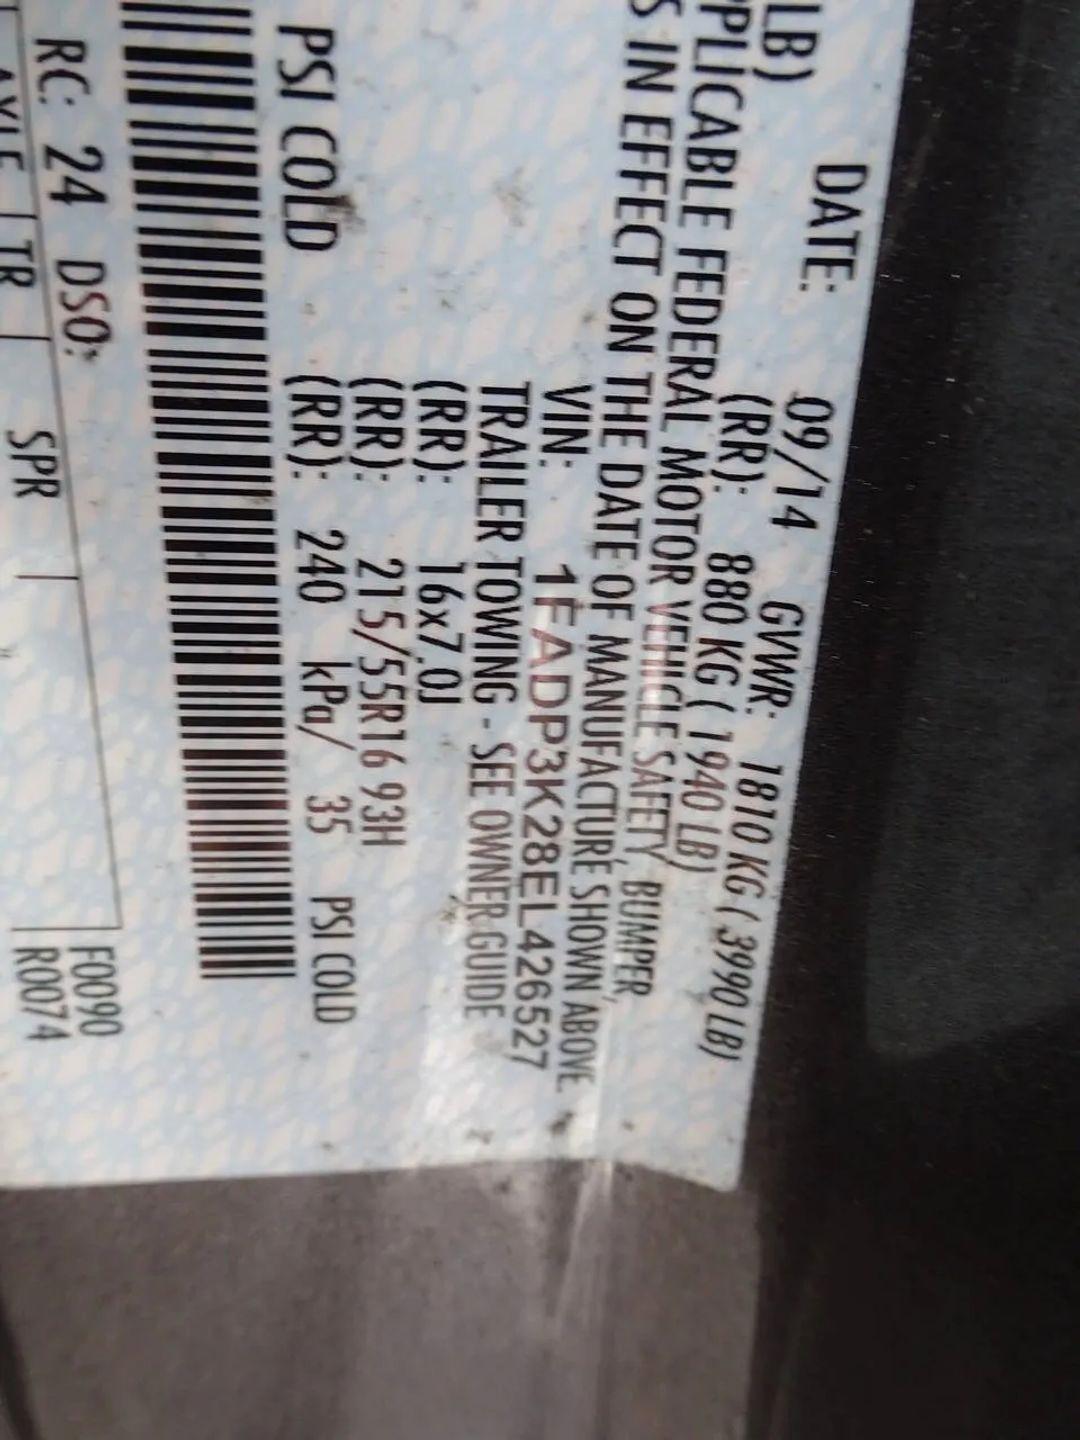 DATE: 09/14 GVWR: 1810 KG ( 3990 LB)
LB) (RR): 880 KG ( 1940 LB)
PPLICABLE FEDERAL MOTOR VEHICLE SAFETY, BUMPER,
S IN EFFECT ON THE DATE OF MANUFACTURE SHOWN ABOVE.
VIN: 1FADP3K28EL426527
TRAILER TOWING - SEE OWNER GUIDE
(RR): 16x7.0J
(RR): 215/55R16 93H
PSI COLD (RR): 240 kPa/ 35 PSI COLD
RC: 24 DSO:
AXLE TR SPR F0090
R0074